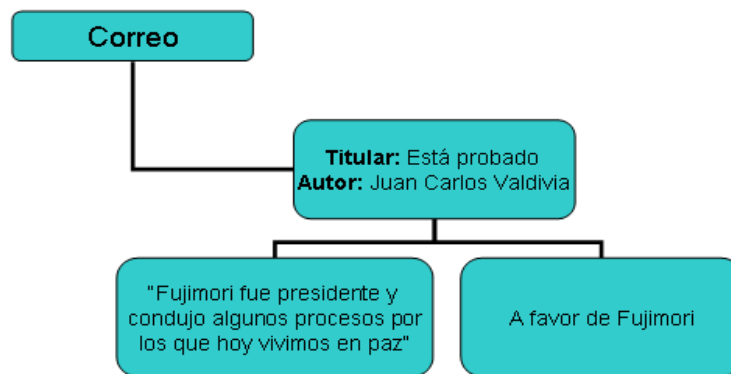 Correo
Titular: Está probado
Autor: Juan Carlos Valdivia
"Fujimori fue presidente y
condujo algunos procesos por
los que hoy vivimos en paz"
A favor de Fujimori